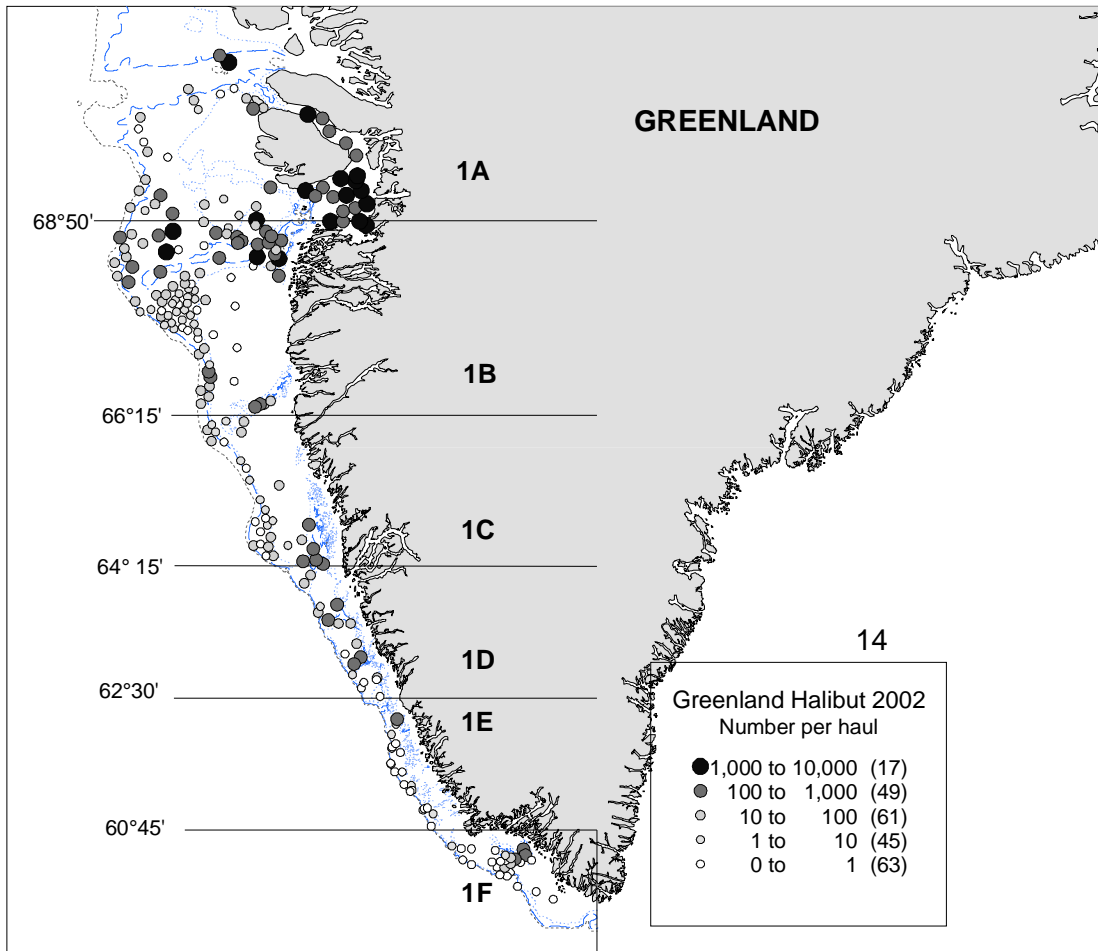 GREENLAND
1A
68°50'
1B
66°15'
1C
64° 15'
14
1D
62°30'
1E
Greenland Halibut 2002
Number per haul
1,000 to 10,000 (17)
100 to 1,000 (49)
10 to 100 (61)
1 to 10 (45)
0 to 1 (63)
60°45'
1F